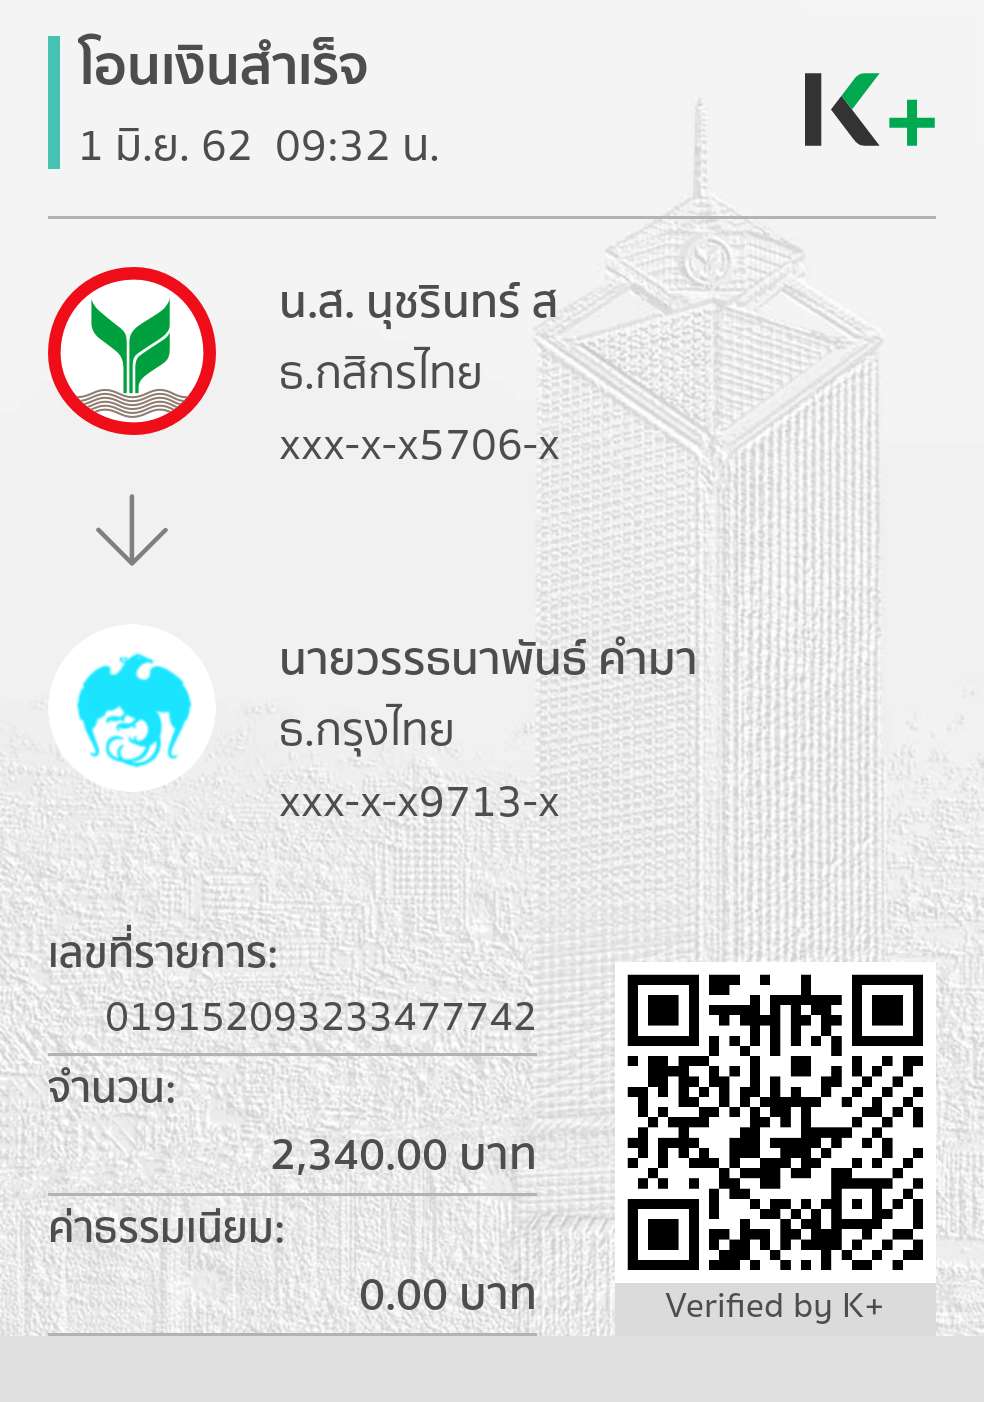 โอนเงินสำเร็จ
1 มิ.ย. 62 09:32 น.
K+
น.ส. นุชรินทร์ ส
ธ.กสิกรไทย
xxx-x-x5706-x
นายวรรธนาพันธ์ คำมา
ธ.กรุงไทย
xxx-x-x9713-x
เลขที่รายการ:
019152093233477742
จำนวน:
2,340.00 บาท
ค่าธรรมเนียม:
0.00 บาท
Verified by K+